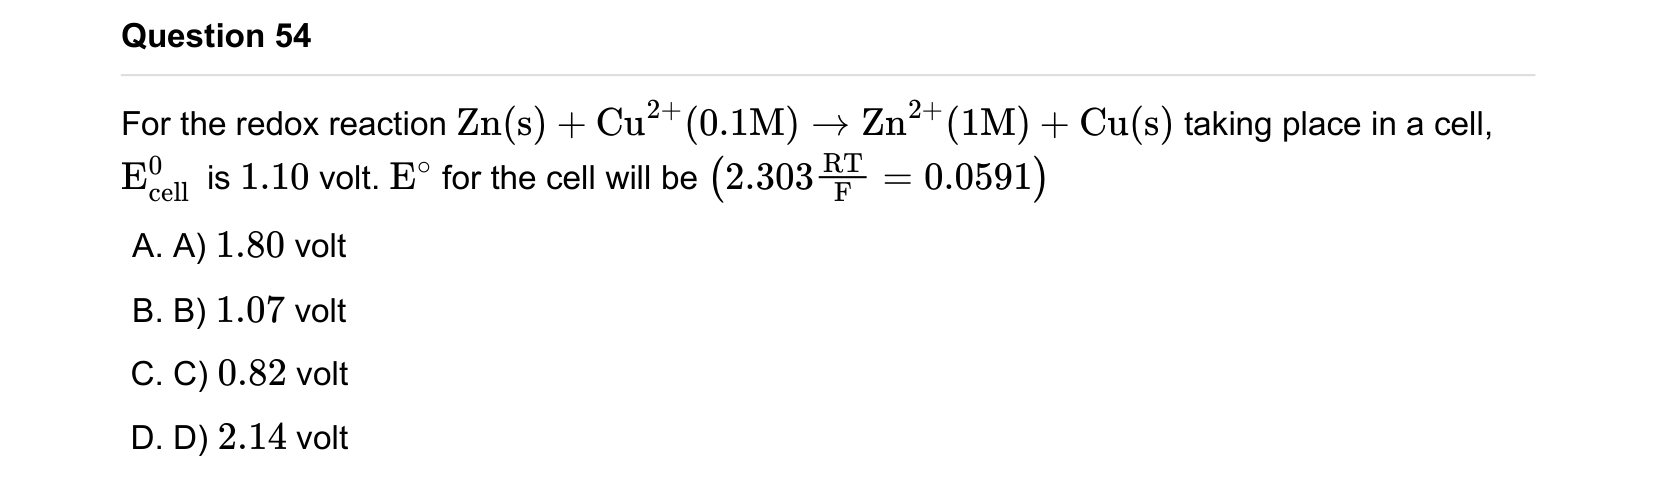 Question 54
For the redox reaction Zn(s) + Cu²⁺(0.1M) → Zn²⁺(1M) + Cu(s) taking place in a cell,
E⁰cell is 1.10 volt. E° for the cell will be (2.303 RT/F = 0.0591)
A. A) 1.80 volt
B. B) 1.07 volt
C. C) 0.82 volt
D. D) 2.14 volt